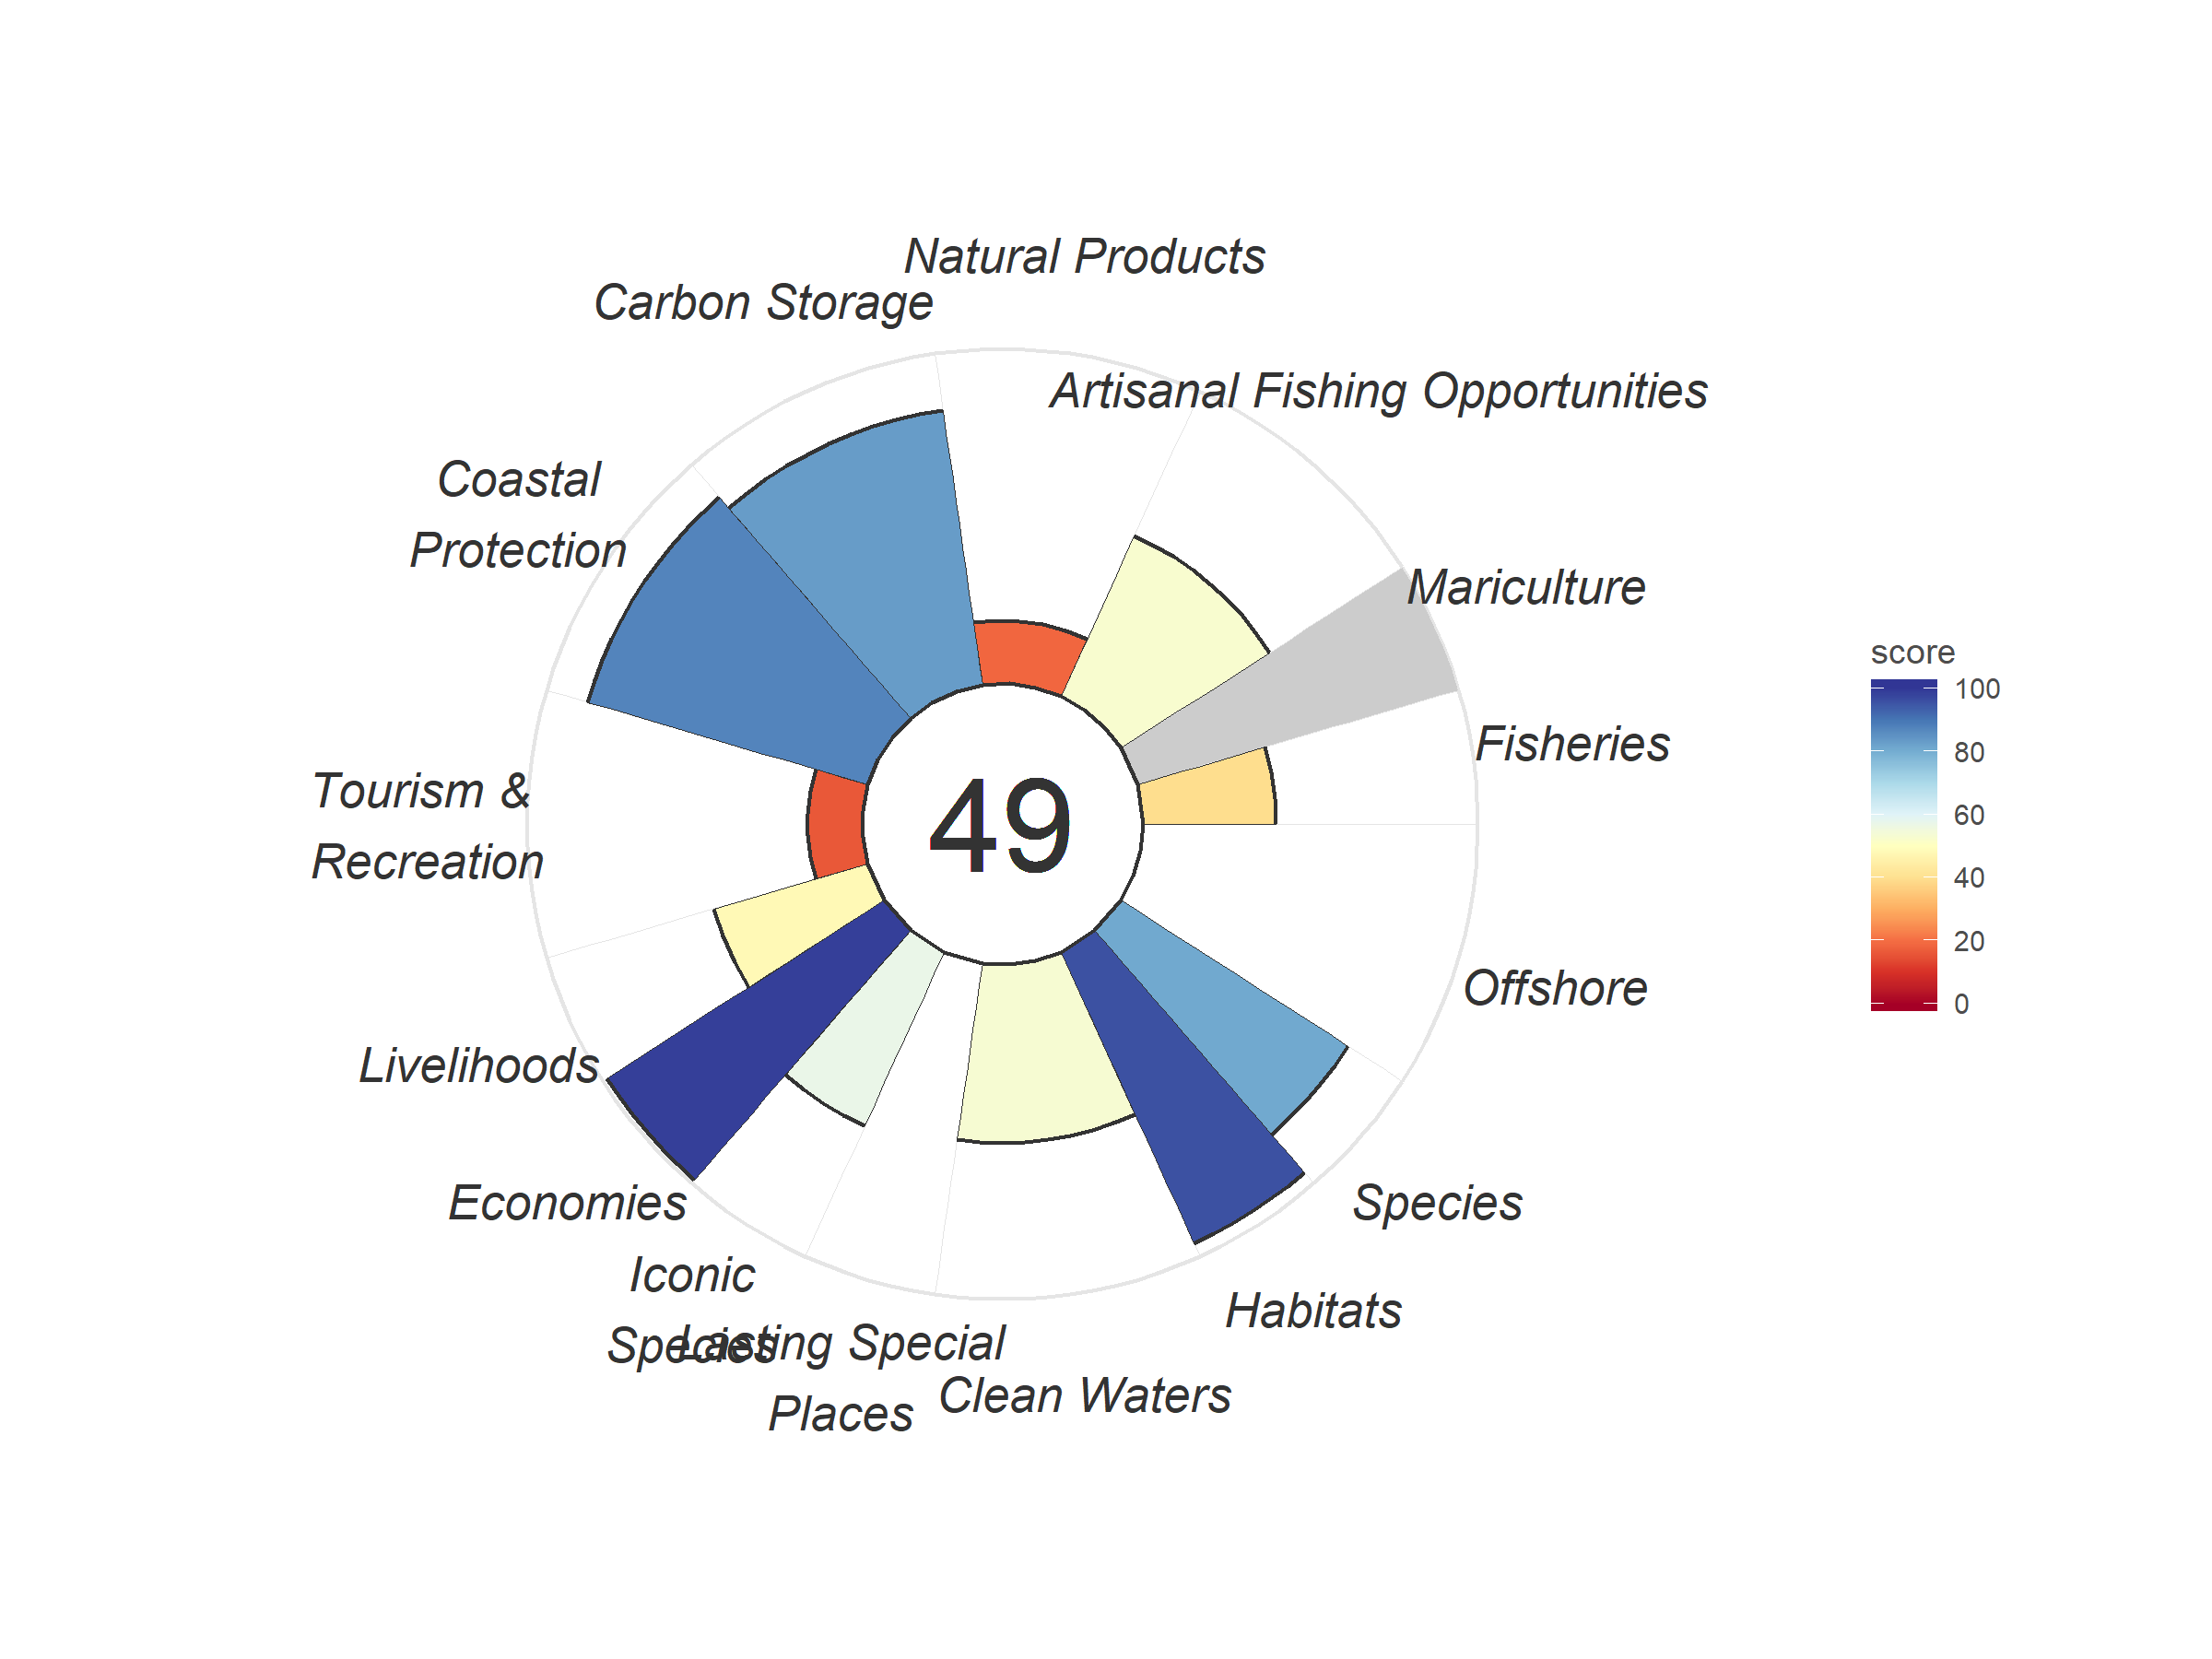 Natural Products
Carbon Storage
Artisanal Fishing Opportunities
Coastal
Protection
Mariculture
Fisheries
Tourism &
Recreation
49
Offshore
Livelihoods
Economies
Species
Iconic
Species
Habitats
Lasting Special
Places
Clean Waters
score
100
80
60
40
20
0